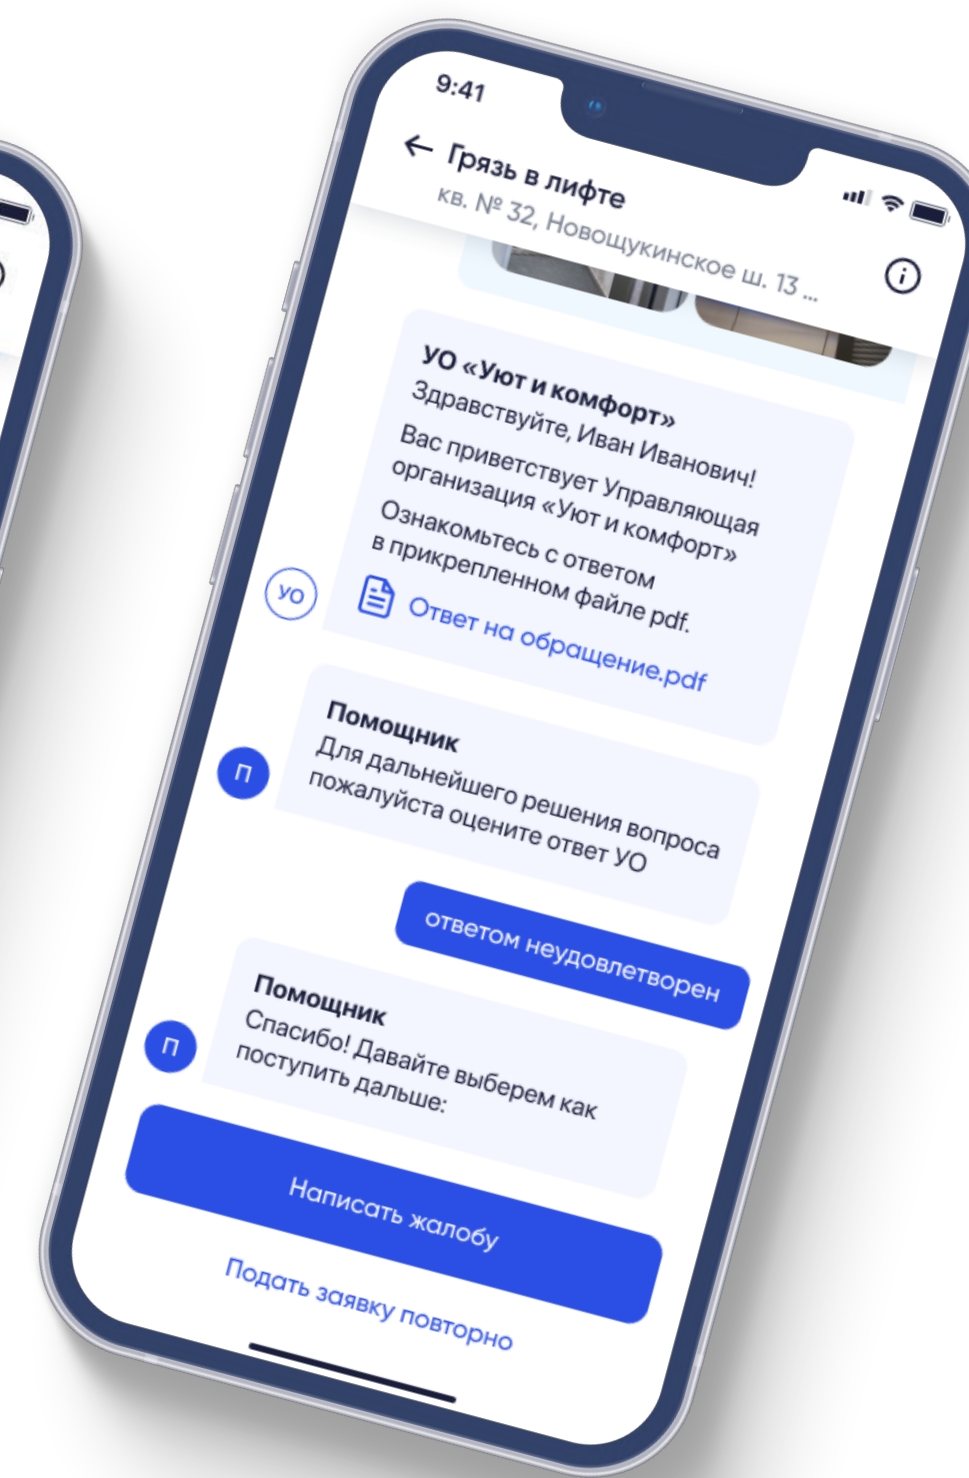 9:41
Грязь в лифте
кв. № 32, Новощукинское ш. 13 ...
УО «Уют и комфорт»
Здравствуйте, Иван Иванович!
Вас приветствует Управляющая
организация «Уют и комфорт»
Ознакомьтесь с ответом
в прикрепленном файле pdf.
Ответ на обращение.pdf
УО
Помощник
Для дальнейшего решения вопроса
пожалуйста оцените ответ УО
П
ответом неудовлетворен
Помощник
Спасибо! Давайте выберем как
поступить дальше:
П
Написать жалобу
Подать заявку повторно